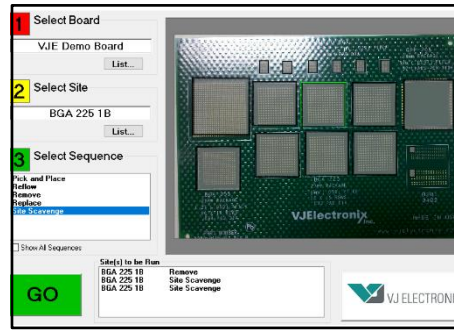 1 Select Board
VJE Demo Board
List...
2 Select Site
BGA 225 1B
List...
3 Select Sequence
Pick and Place
Reflow
Remove
Replace
Site Scavenge
Show All Sequences
GO
Site(s) to be Run
BGA 225 1B Remove
BGA 225 1B Site Scavenge
BGA 225 1B Site Scavenge
VJElectronix
VJ ELECTRONI